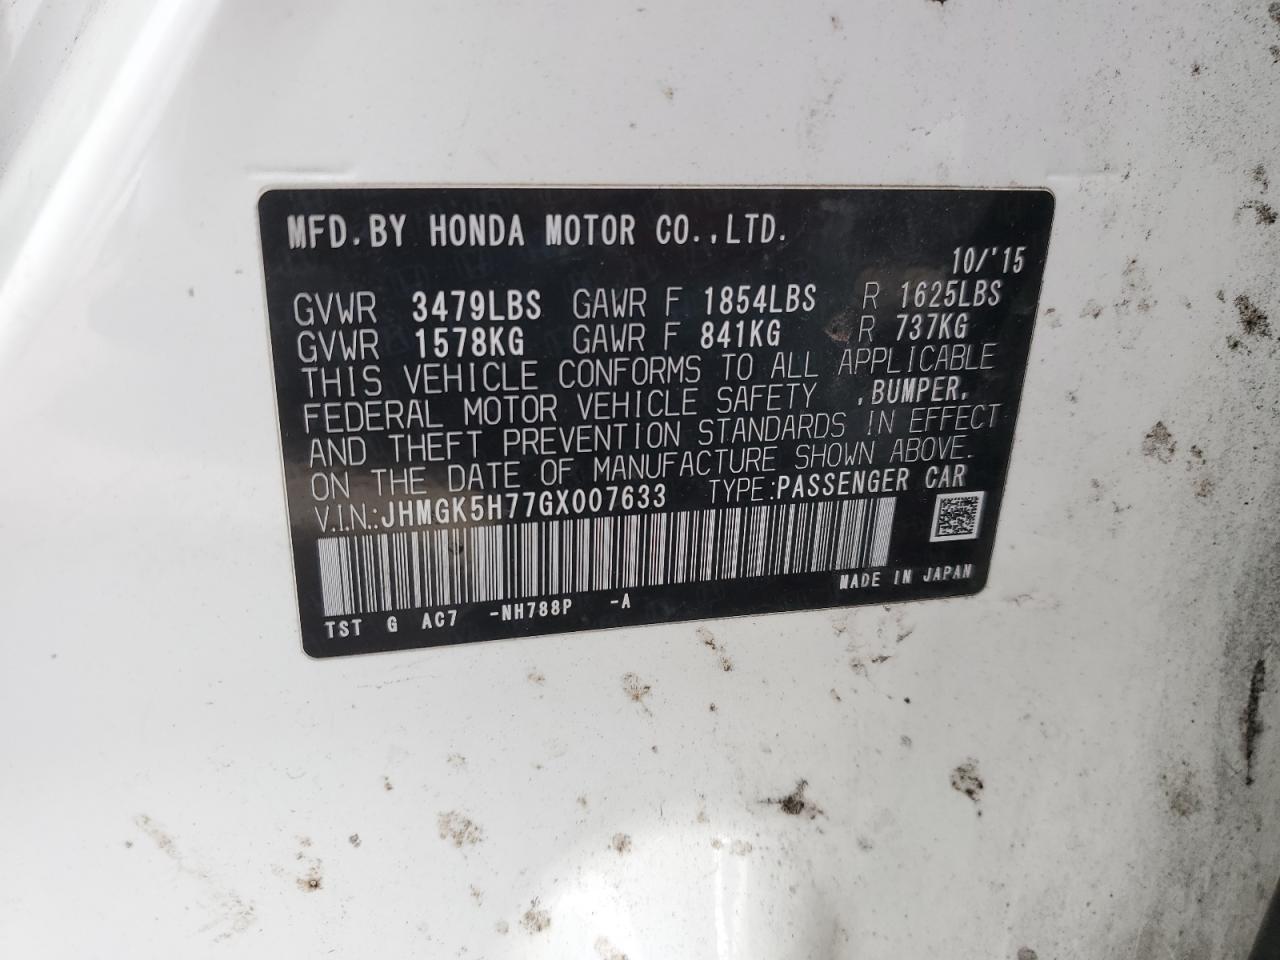 MFD.BY HONDA MOTOR CO.,LTD.
10/'15
GVWR 3479LBS GAWR F 1854LBS R 1625LBS
GVWR 1578KG GAWR F 841KG R 737KG
THIS VEHICLE CONFORMS TO ALL APPLICABLE
FEDERAL MOTOR VEHICLE SAFETY ,BUMPER,
AND THEFT PREVENTION STANDARDS IN EFFECT
ON THE DATE OF MANUFACTURE SHOWN ABOVE.
V.I.N.:JHMGK5H77GX007633 TYPE:PASSENGER CAR
MADE IN JAPAN
TST G AC7 -NH788P -A